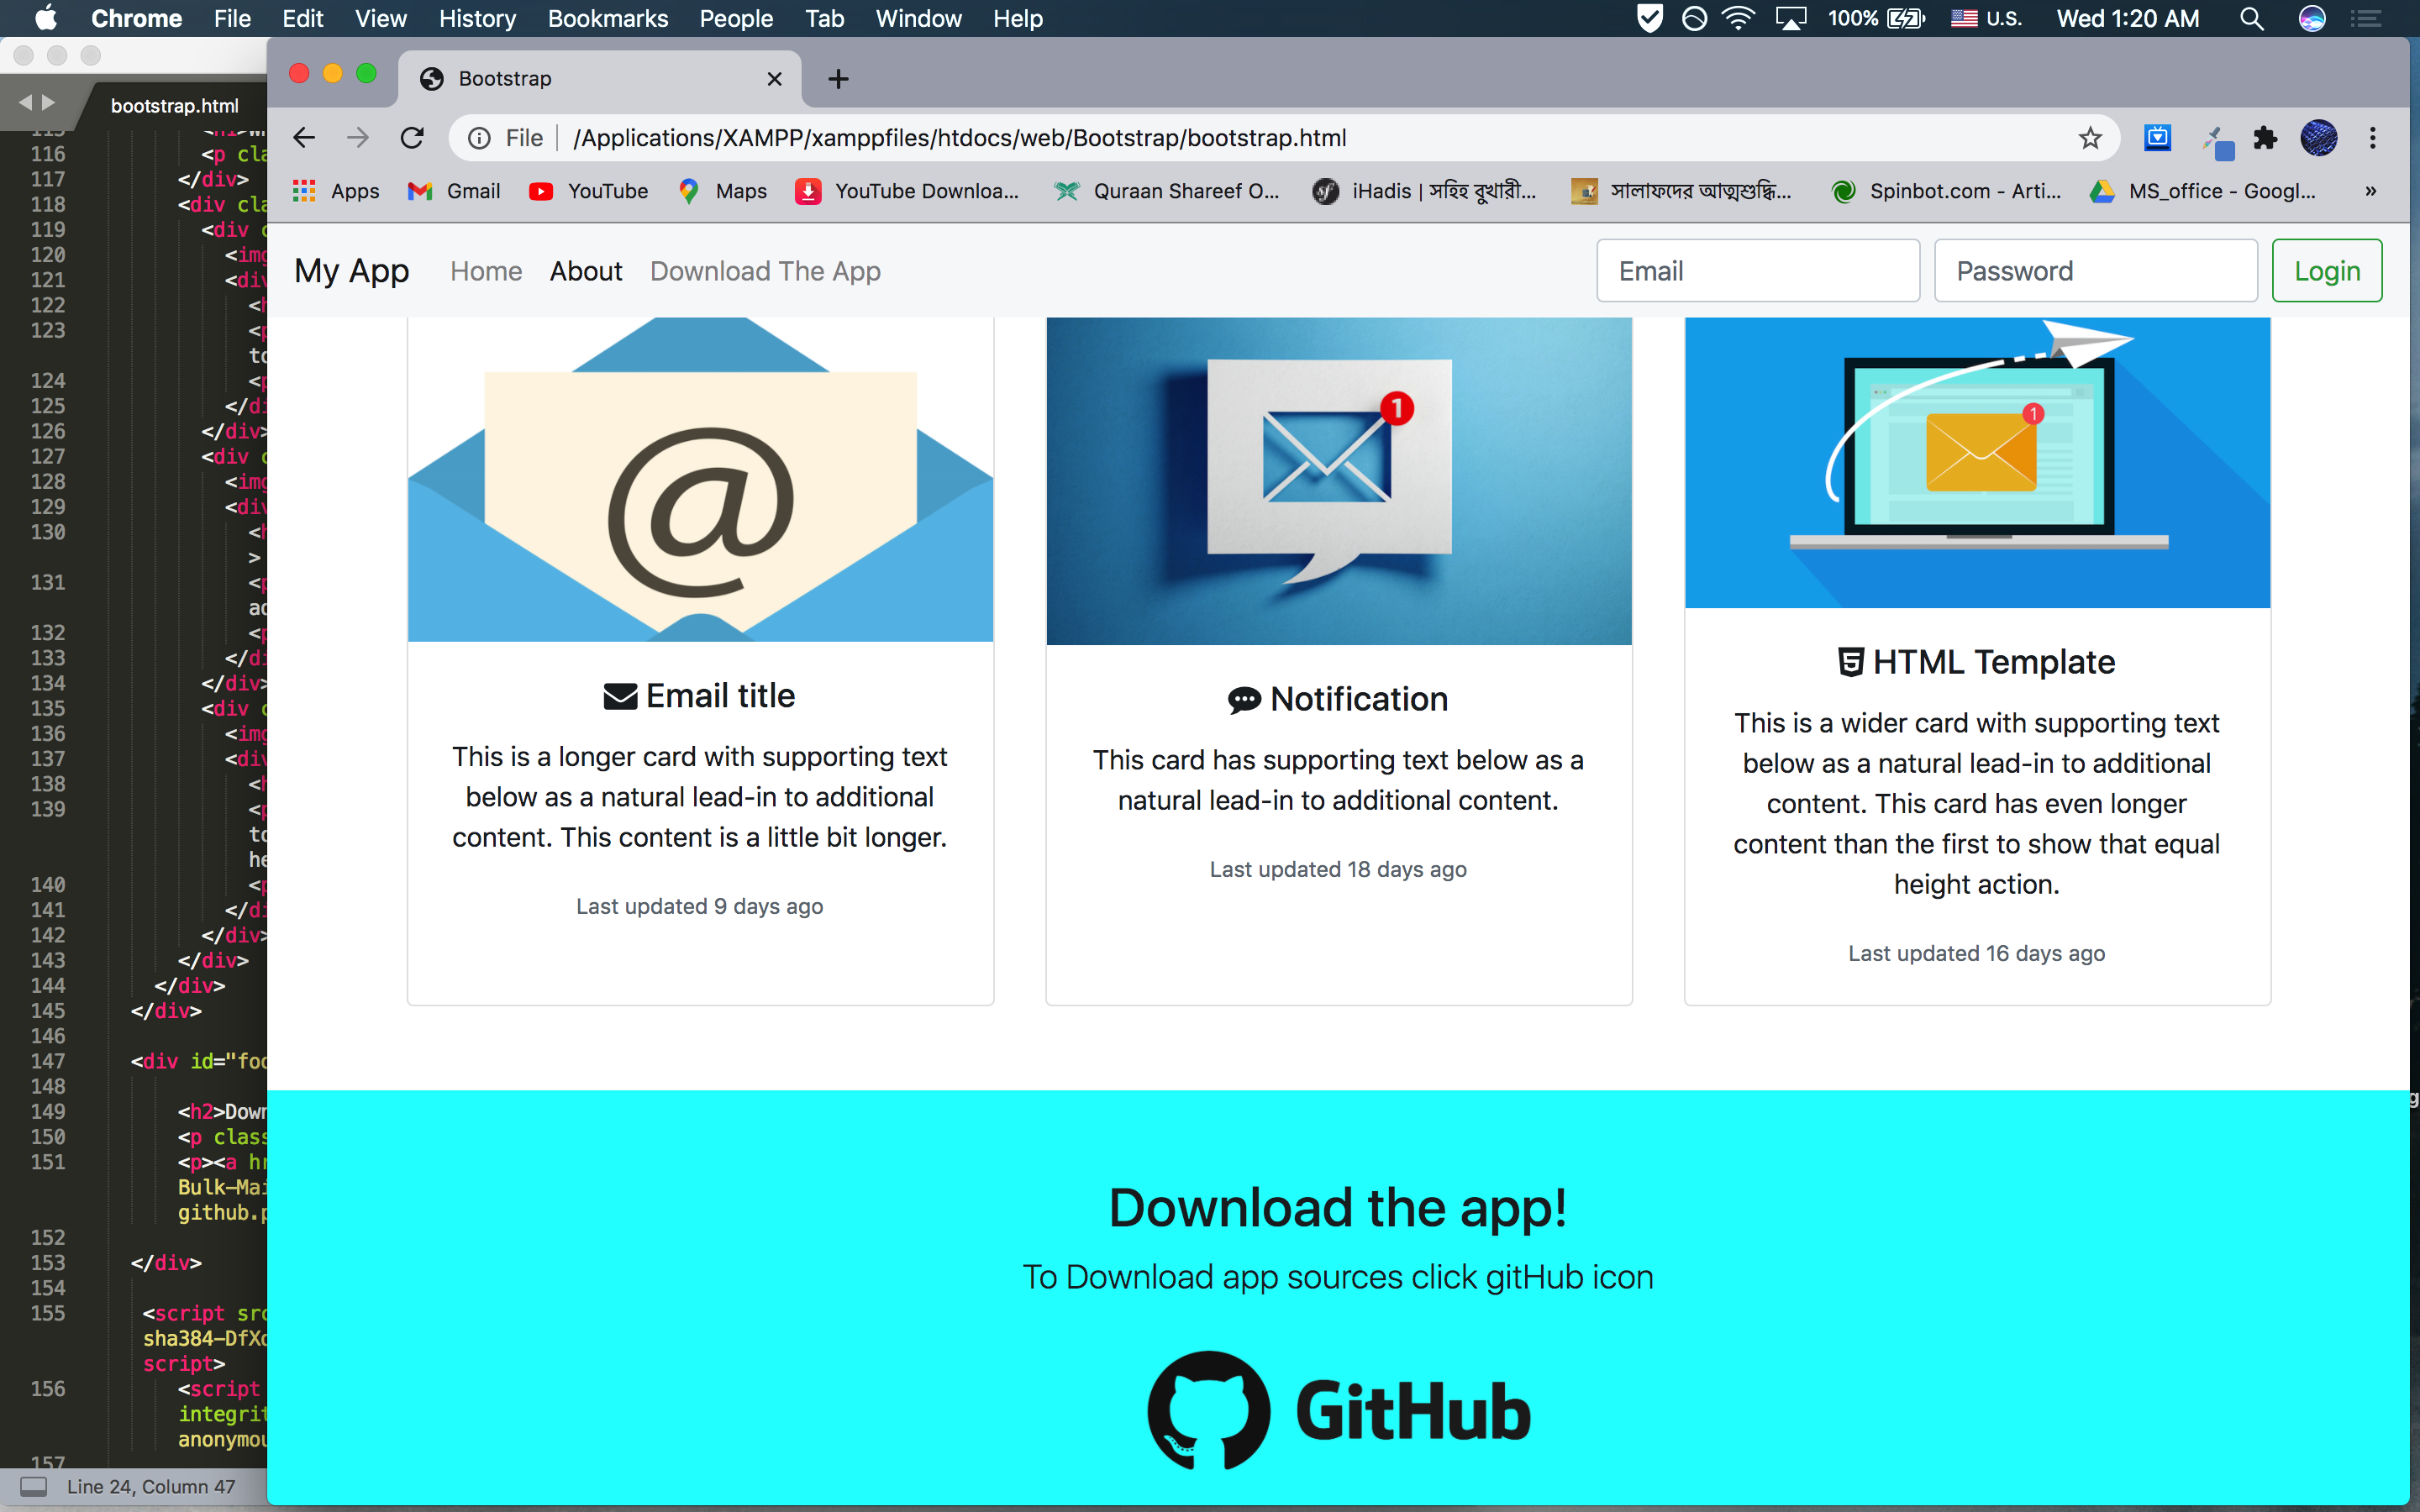 Chrome File Edit View History Bookmarks People Tab Window Help 100% U.S. Wed 1:20 AM
Bootstrap
bootstrap.html
File /Applications/XAMPP/xamppfiles/htdocs/web/Bootstrap/bootstrap.html
Apps Gmail YouTube Maps YouTube Downloa... Quraan Shareef O... iHadis | সহিহ বুখারী... সালাফদের আত্মশুদ্ধি... Spinbot.com - Arti... MS_office - Googl... »
My App Home About Download The App Email Password Login
@
1
1
Email title
This is a longer card with supporting text
below as a natural lead-in to additional
content. This content is a little bit longer.
Last updated 9 days ago
Notification
This card has supporting text below as a
natural lead-in to additional content.
Last updated 18 days ago
HTML Template
This is a wider card with supporting text
below as a natural lead-in to additional
content. This card has even longer
content than the first to show that equal
height action.
Last updated 16 days ago
Download the app!
To Download app sources click gitHub icon
GitHub
116 <p cla
117 </div>
118 <div cla
119 <div c
120 <img
121 <div
122 <h
123 <p
to
124 <p
125 </di
126 </div>
127 <div c
128 <img
129 <div
130 <h
>
131 <p
ad
132 <p
133 </di
134 </div>
135 <div c
136 <img
137 <div
138 <h
139 <p
to
he
140 <p
141 </di
142 </div>
143 </div>
144 </div>
145 </div>
146
147 <div id="foo
148
149 <h2>Down
150 <p class
151 <p><a hr
Bulk-Mai
github.p
152
153 </div>
154
155 <script src
sha384-DfXd
script>
156 <script
integrit
anonymou
157
Line 24, Column 47